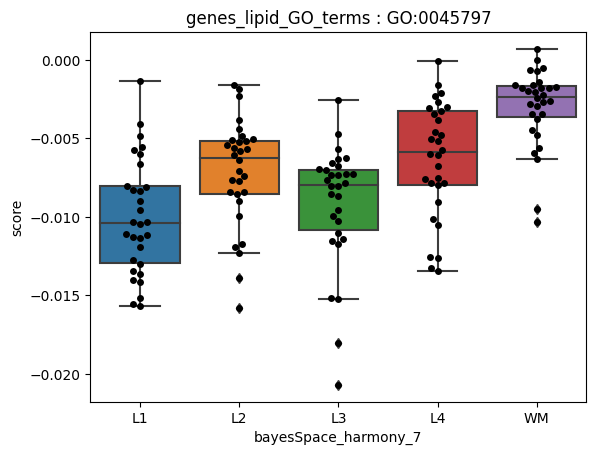 genes_lipid_GO_terms : GO:0045797
0.000
−0.005
−0.010
−0.015
−0.020
score
L1 L2 L3 L4 WM
bayesSpace_harmony_7